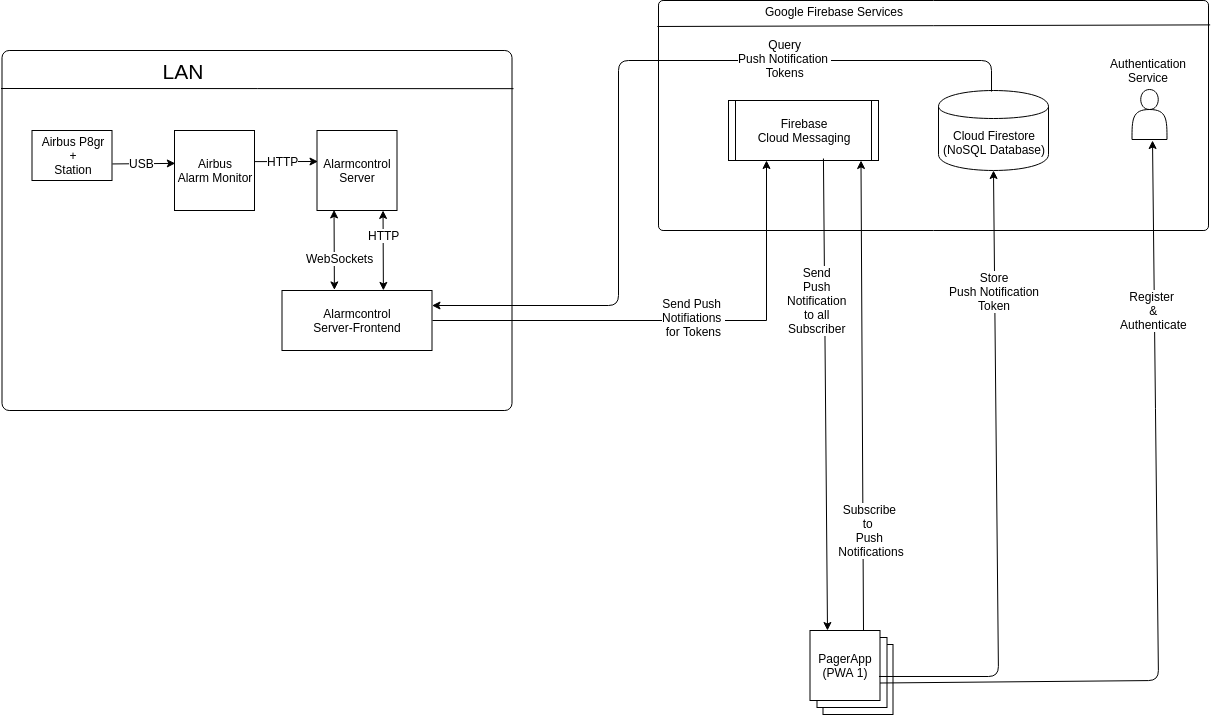 Google Firebase Services
LAN
Query
Push Notification
Tokens
Authentication
Service
Firebase
Cloud Messaging
Cloud Firestore
(NoSQL Database)
Airbus P8gr
+
Station
USB
Airbus
Alarm Monitor
HTTP
Alarmcontrol
Server
HTTP
WebSockets
Alarmcontrol
Server-Frontend
Send Push
Notifiations
for Tokens
Send
Push
Notification
to all
Subscriber
Store
Push Notification
Token
Register
&
Authenticate
Subscribe
to
Push
Notifications
PagerApp
(PWA 1)